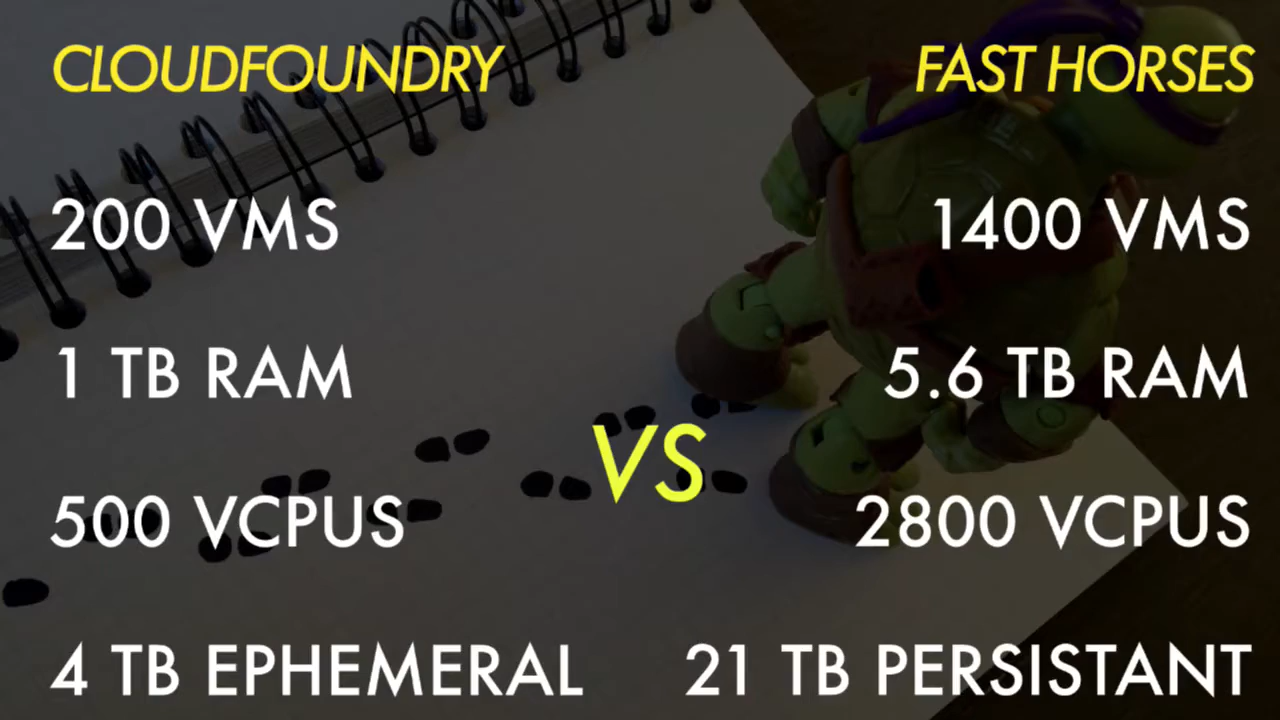 CLOUDFOUNDRY
FAST HORSES
200 VMS
1400 VMS
1 TB RAM
5.6 TB RAM
VS
500 VCPUS
2800 VCPUS
4 TB EPHEMERAL
21 TB PERSISTANT